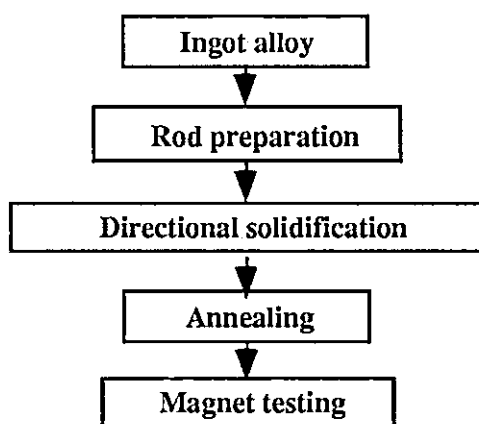 Ingot alloy
Rod preparation
Directional solidification
Annealing
Magnet testing